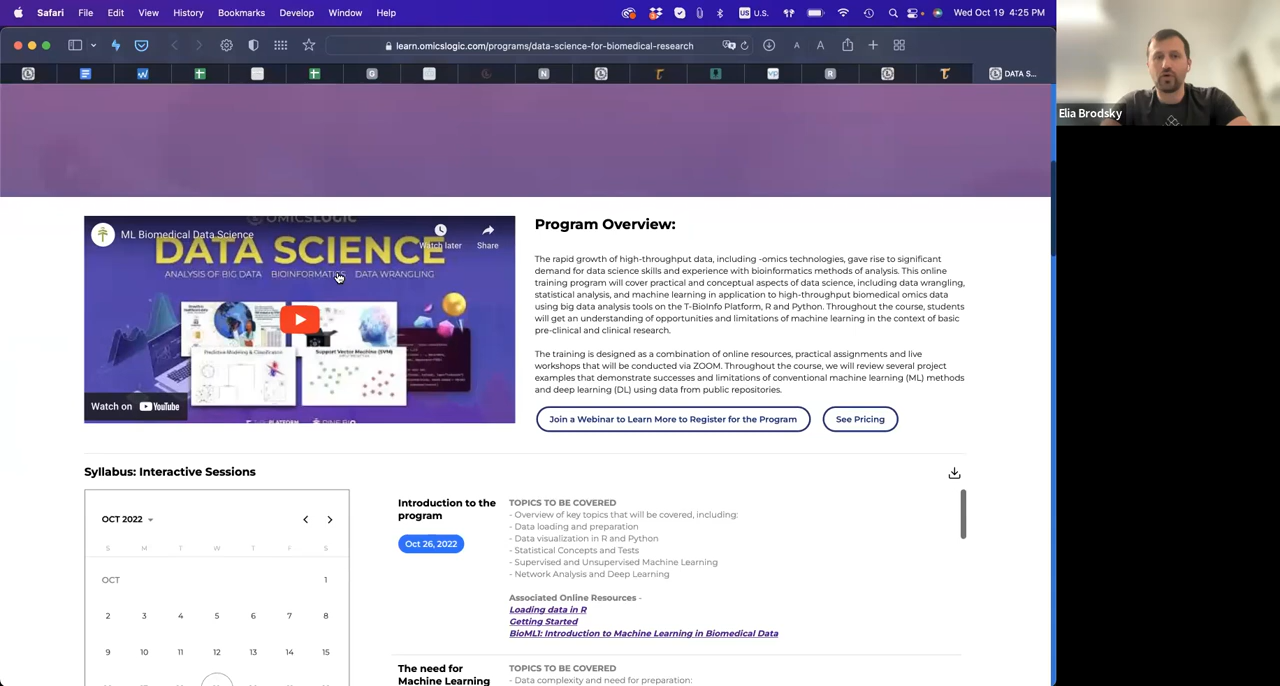 Safari File Edit View History Bookmarks Develop Window Help
US U.S.
Wed Oct 19 4:25 PM
learn.omicslogic.com/programs/data-science-for-biomedical-research
A A
G N vp R DATA S...
Elia Brodsky
OMICSLOGIC
ML Biomedical Data Science
Watch later
Share
DATA SCIENCE
ANALYSIS OF BIG DATA BIOINFORMATICS DATA WRANGLING
Predictive Modeling & Classification
Support Vector Machine (SVM)
Watch on YouTube
Program Overview:
The rapid growth of high-throughput data, including -omics technologies, gave rise to significant
demand for data science skills and experience with bioinformatics methods of analysis. This online
training program will cover practical and conceptual aspects of data science, including data wrangling,
statistical analysis, and machine learning in application to high-throughput biomedical omics data
using big data analysis tools on the T-BioInfo Platform, R and Python. Throughout the course, students
will get an understanding of opportunities and limitations of machine learning in the context of basic
pre-clinical and clinical research.
The training is designed as a combination of online resources, practical assignments and live
workshops that will be conducted via ZOOM. Throughout the course, we will review several project
examples that demonstrate successes and limitations of conventional machine learning (ML) methods
and deep learning (DL) using data from public repositories.
Join a Webinar to Learn More to Register for the Program
See Pricing
Syllabus: Interactive Sessions
OCT 2022
S M T W T F S
OCT 1
2 3 4 5 6 7 8
9 10 11 12 13 14 15
Introduction to the
program
Oct 26, 2022
TOPICS TO BE COVERED
- Overview of key topics that will be covered, including:
- Data loading and preparation
- Data visualization in R and Python
- Statistical Concepts and Tests
- Supervised and Unsupervised Machine Learning
- Network Analysis and Deep Learning
Associated Online Resources -
Loading data in R
Getting Started
BioML1: Introduction to Machine Learning in Biomedical Data
The need for
Machine Learning
TOPICS TO BE COVERED
- Data complexity and need for preparation: